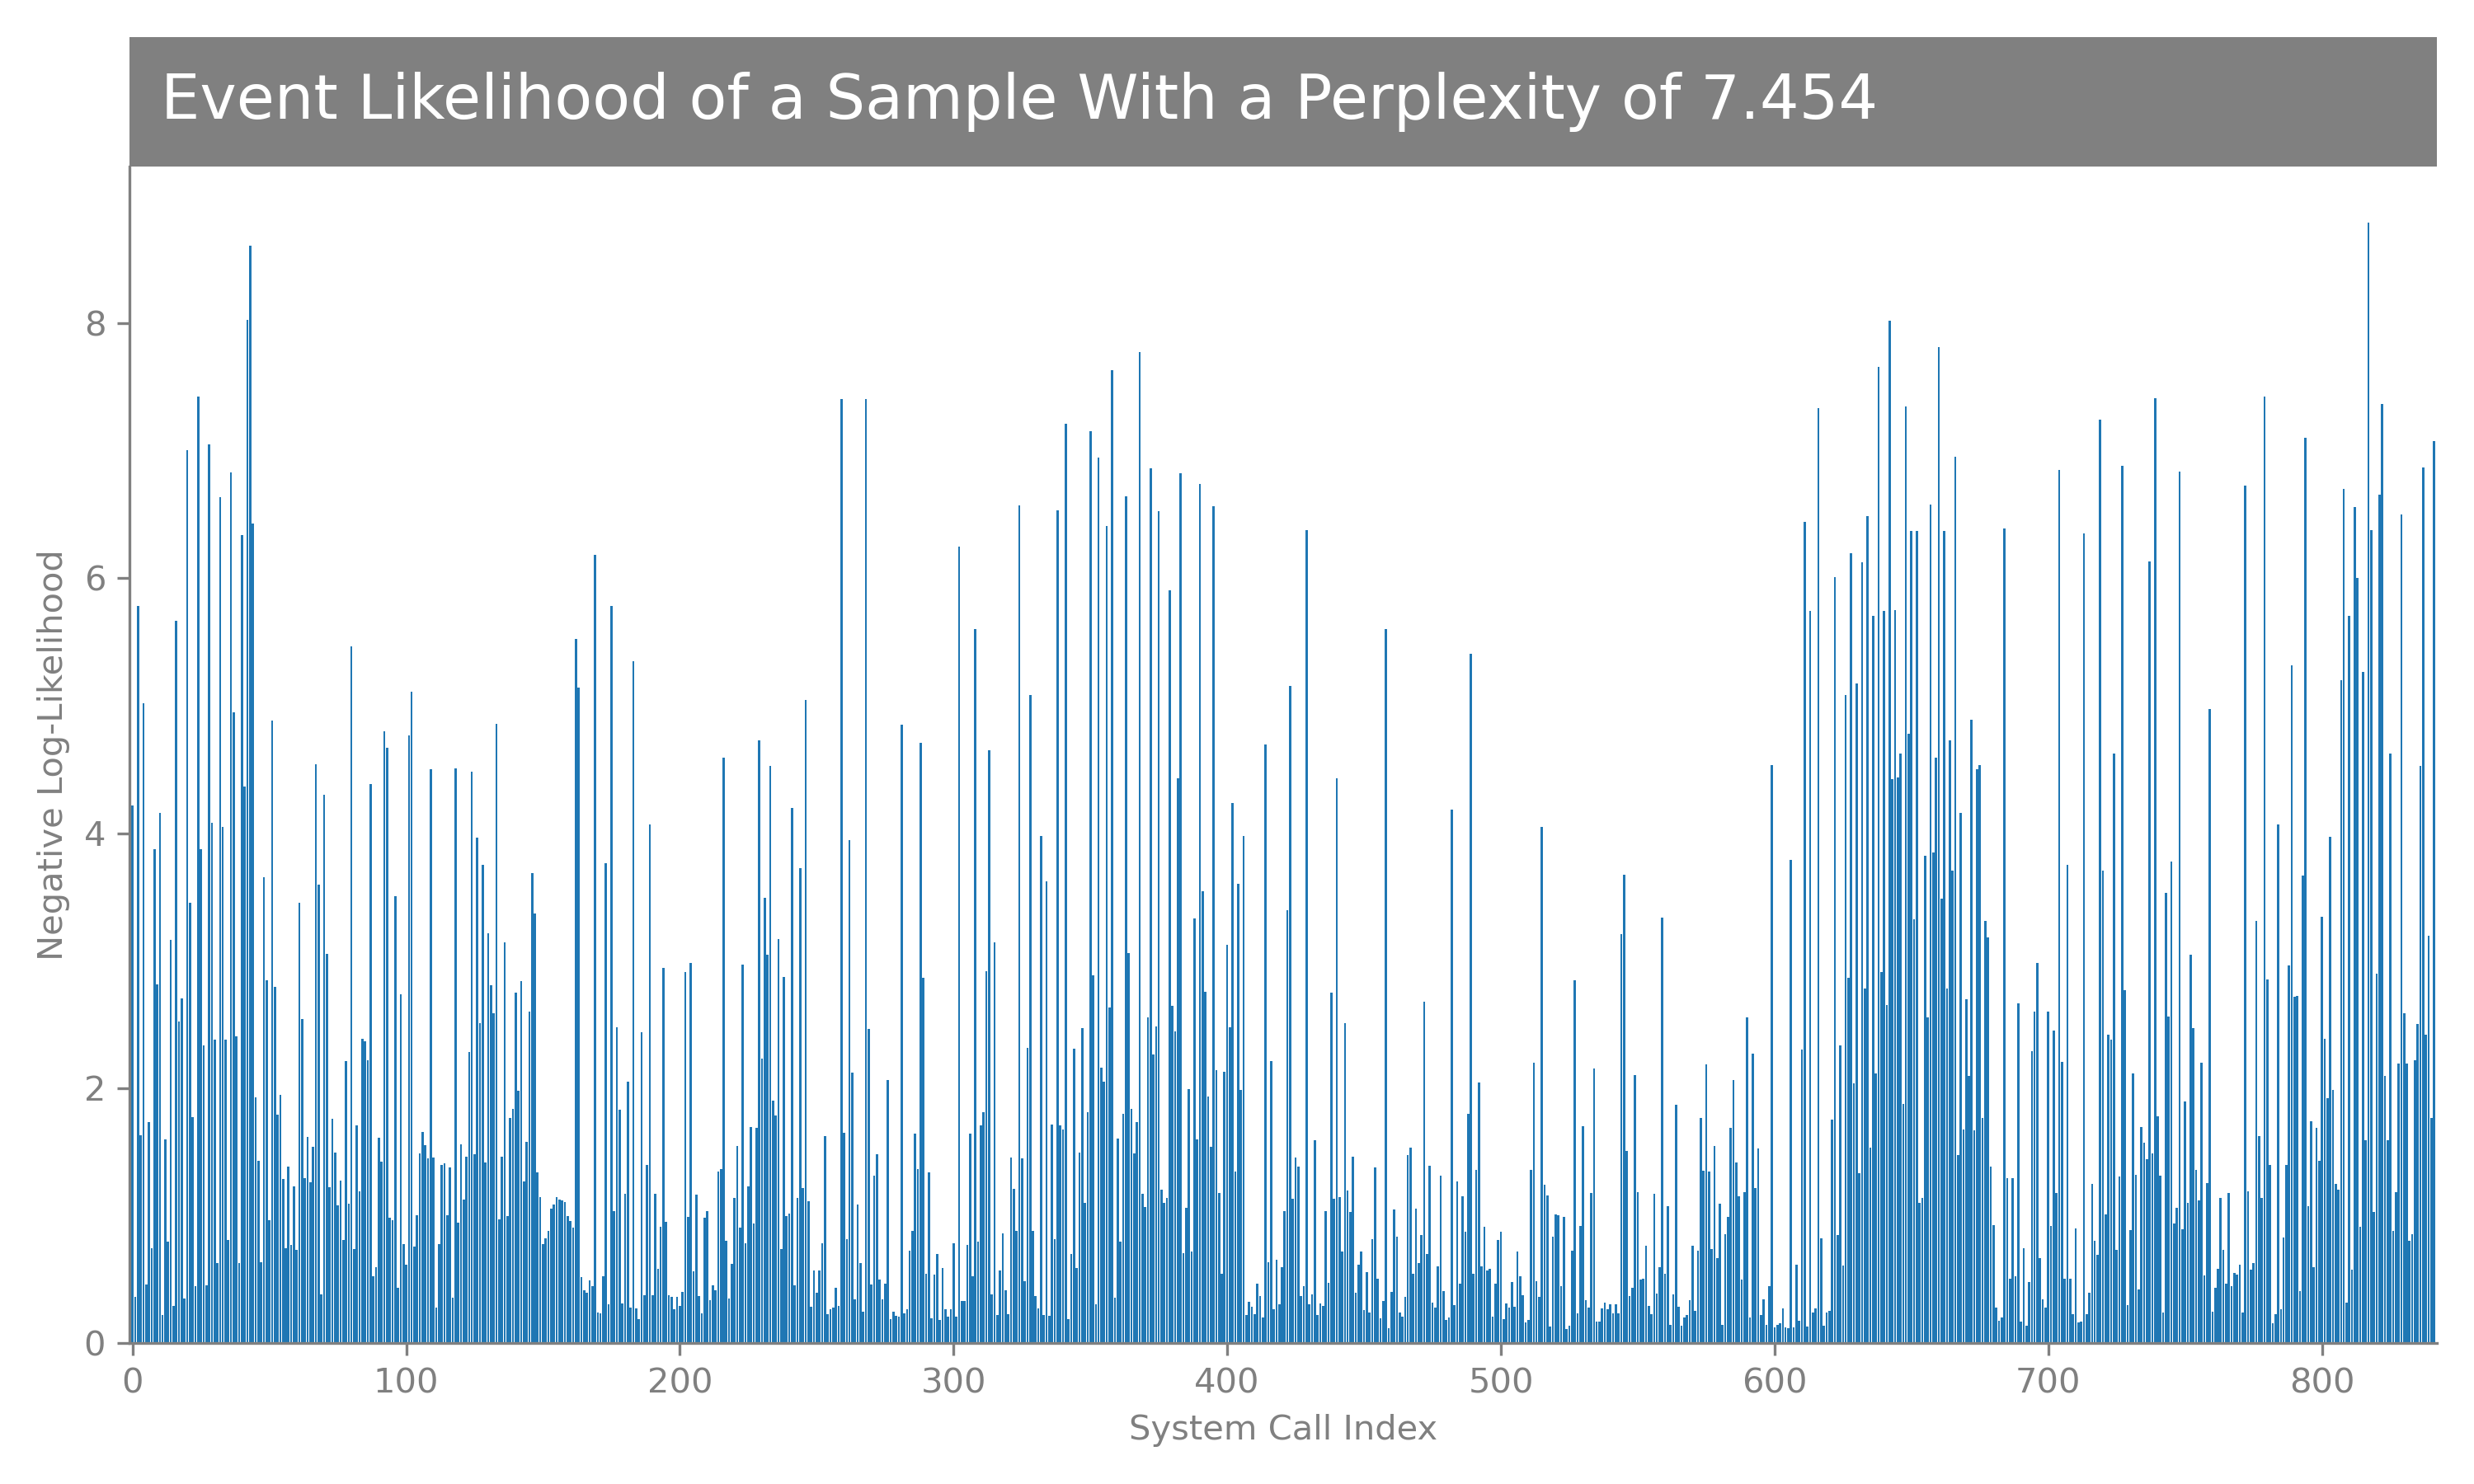 Event Likelihood of a Sample With a Perplexity of 7.454
Negative Log-Likelihood
8
6
4
2
0
0 100 200 300 400 500 600 700 800
System Call Index